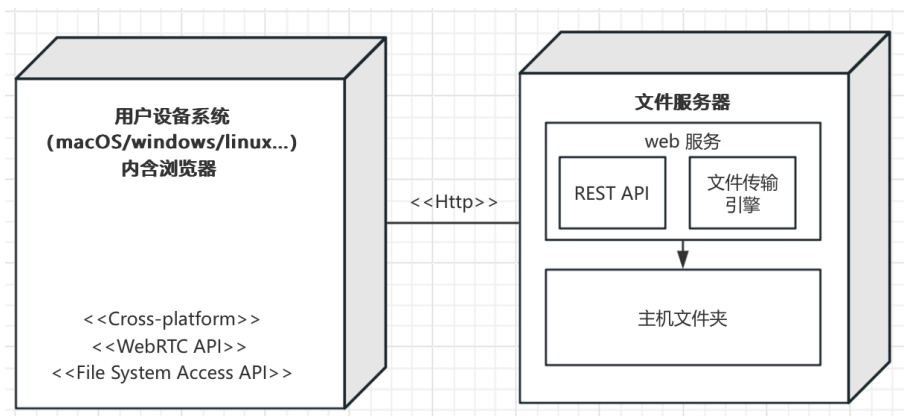 用户设备系统
(macOS/windows/linux...)
内含浏览器
<<Cross-platform>>
<<WebRTC API>>
<<File System Access API>>
<<Http>>
文件服务器
web 服务
REST API
文件传输
引擎
主机文件夹